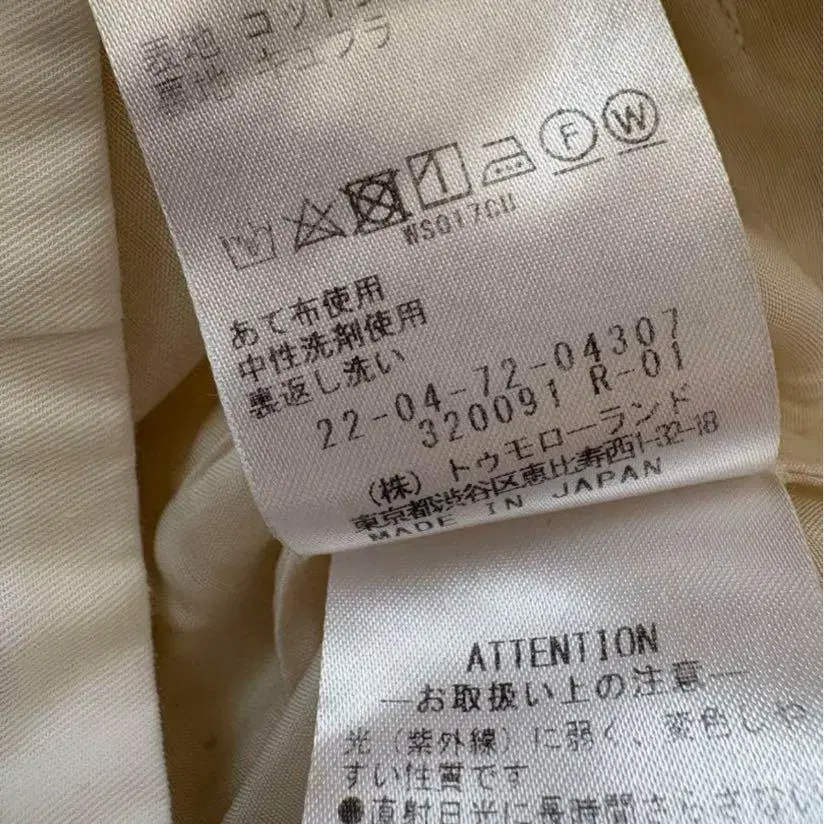 表地 コットン
裏地 キュプラ
F W
WS017CU
あて布使用
中性洗剤使用
裏返し洗い
22-04-72-04307
320091 R-01
(株) トゥモローランド
東京都渋谷区恵比寿西1-32-18
MADE IN JAPAN
ATTENTION
―お取扱い上の注意―
光(紫外線)に弱く、変色しや
すい性質です
●直射日光に長時間さらさない